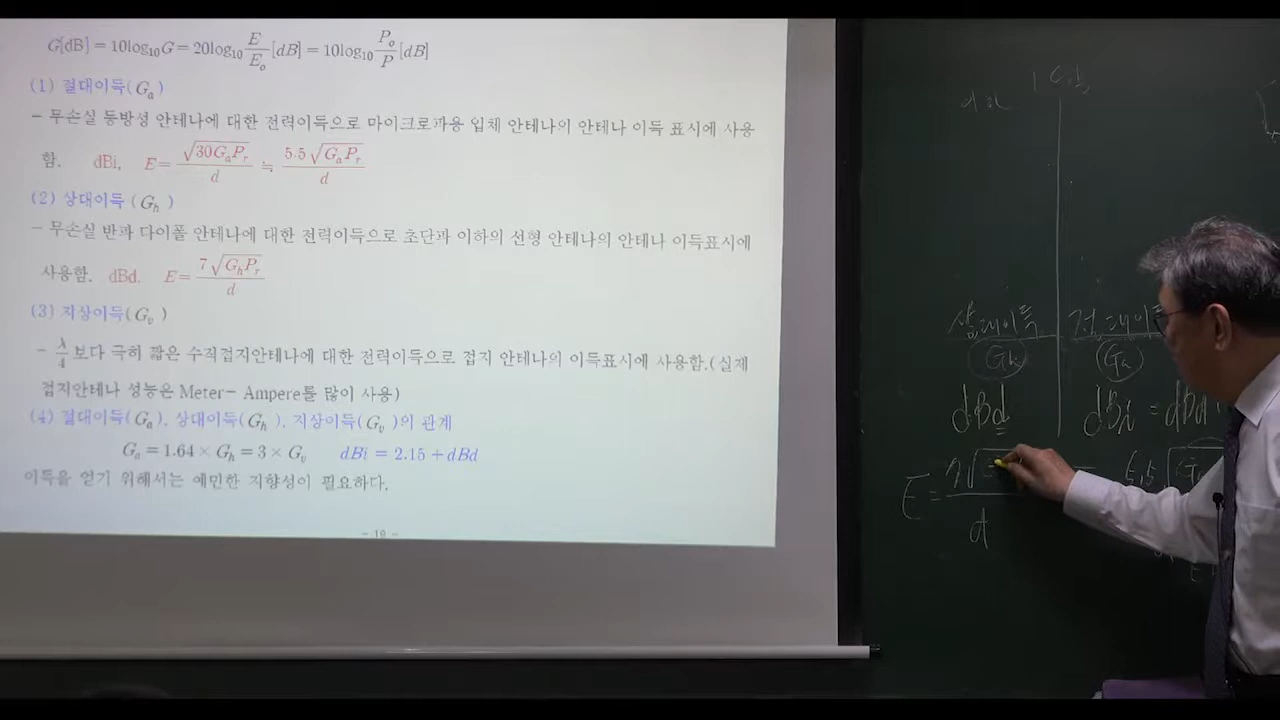 G[dB] = 10log₁₀G = 20log₁₀ E/Eₒ [dB] = 10log₁₀ Pₒ/P [dB]
(1) 절대이득(Gₐ)
- 무손실 등방성 안테나에 대한 전력이득으로 마이크로파용 입체 안테나의 안테나 이득 표시에 사용
함. dBi, E = √(30GₐPᵣ)/d ≒ 5.5√(GₐPᵣ)/d
(2) 상대이득 (Gₕ)
- 무손실 반파 다이폴 안테나에 대한 전력이득으로 초단파 이하의 선형 안테나의 안테나 이득표시에
사용함. dBd, E = 7√(GₕPᵣ)/d
(3) 지상이득(Gᵥ)
- λ/4 보다 극히 짧은 수직접지안테나에 대한 전력이득으로 접지 안테나의 이득표시에 사용함.(실제
접지안테나 성능은 Meter- Ampere를 많이 사용)
(4) 절대이득(Gₐ), 상대이득(Gₕ), 지상이득(Gᵥ)의 관계
Gₐ = 1.64 × Gₕ = 3 × Gᵥ dBi = 2.15 + dBd
이득을 얻기 위해서는 예민한 지향성이 필요하다.
- 19 -
이하
상대이득 절대이득
Gₕ Gₐ
dBd dBi = dBd
E = 7√ / d 5.5√G